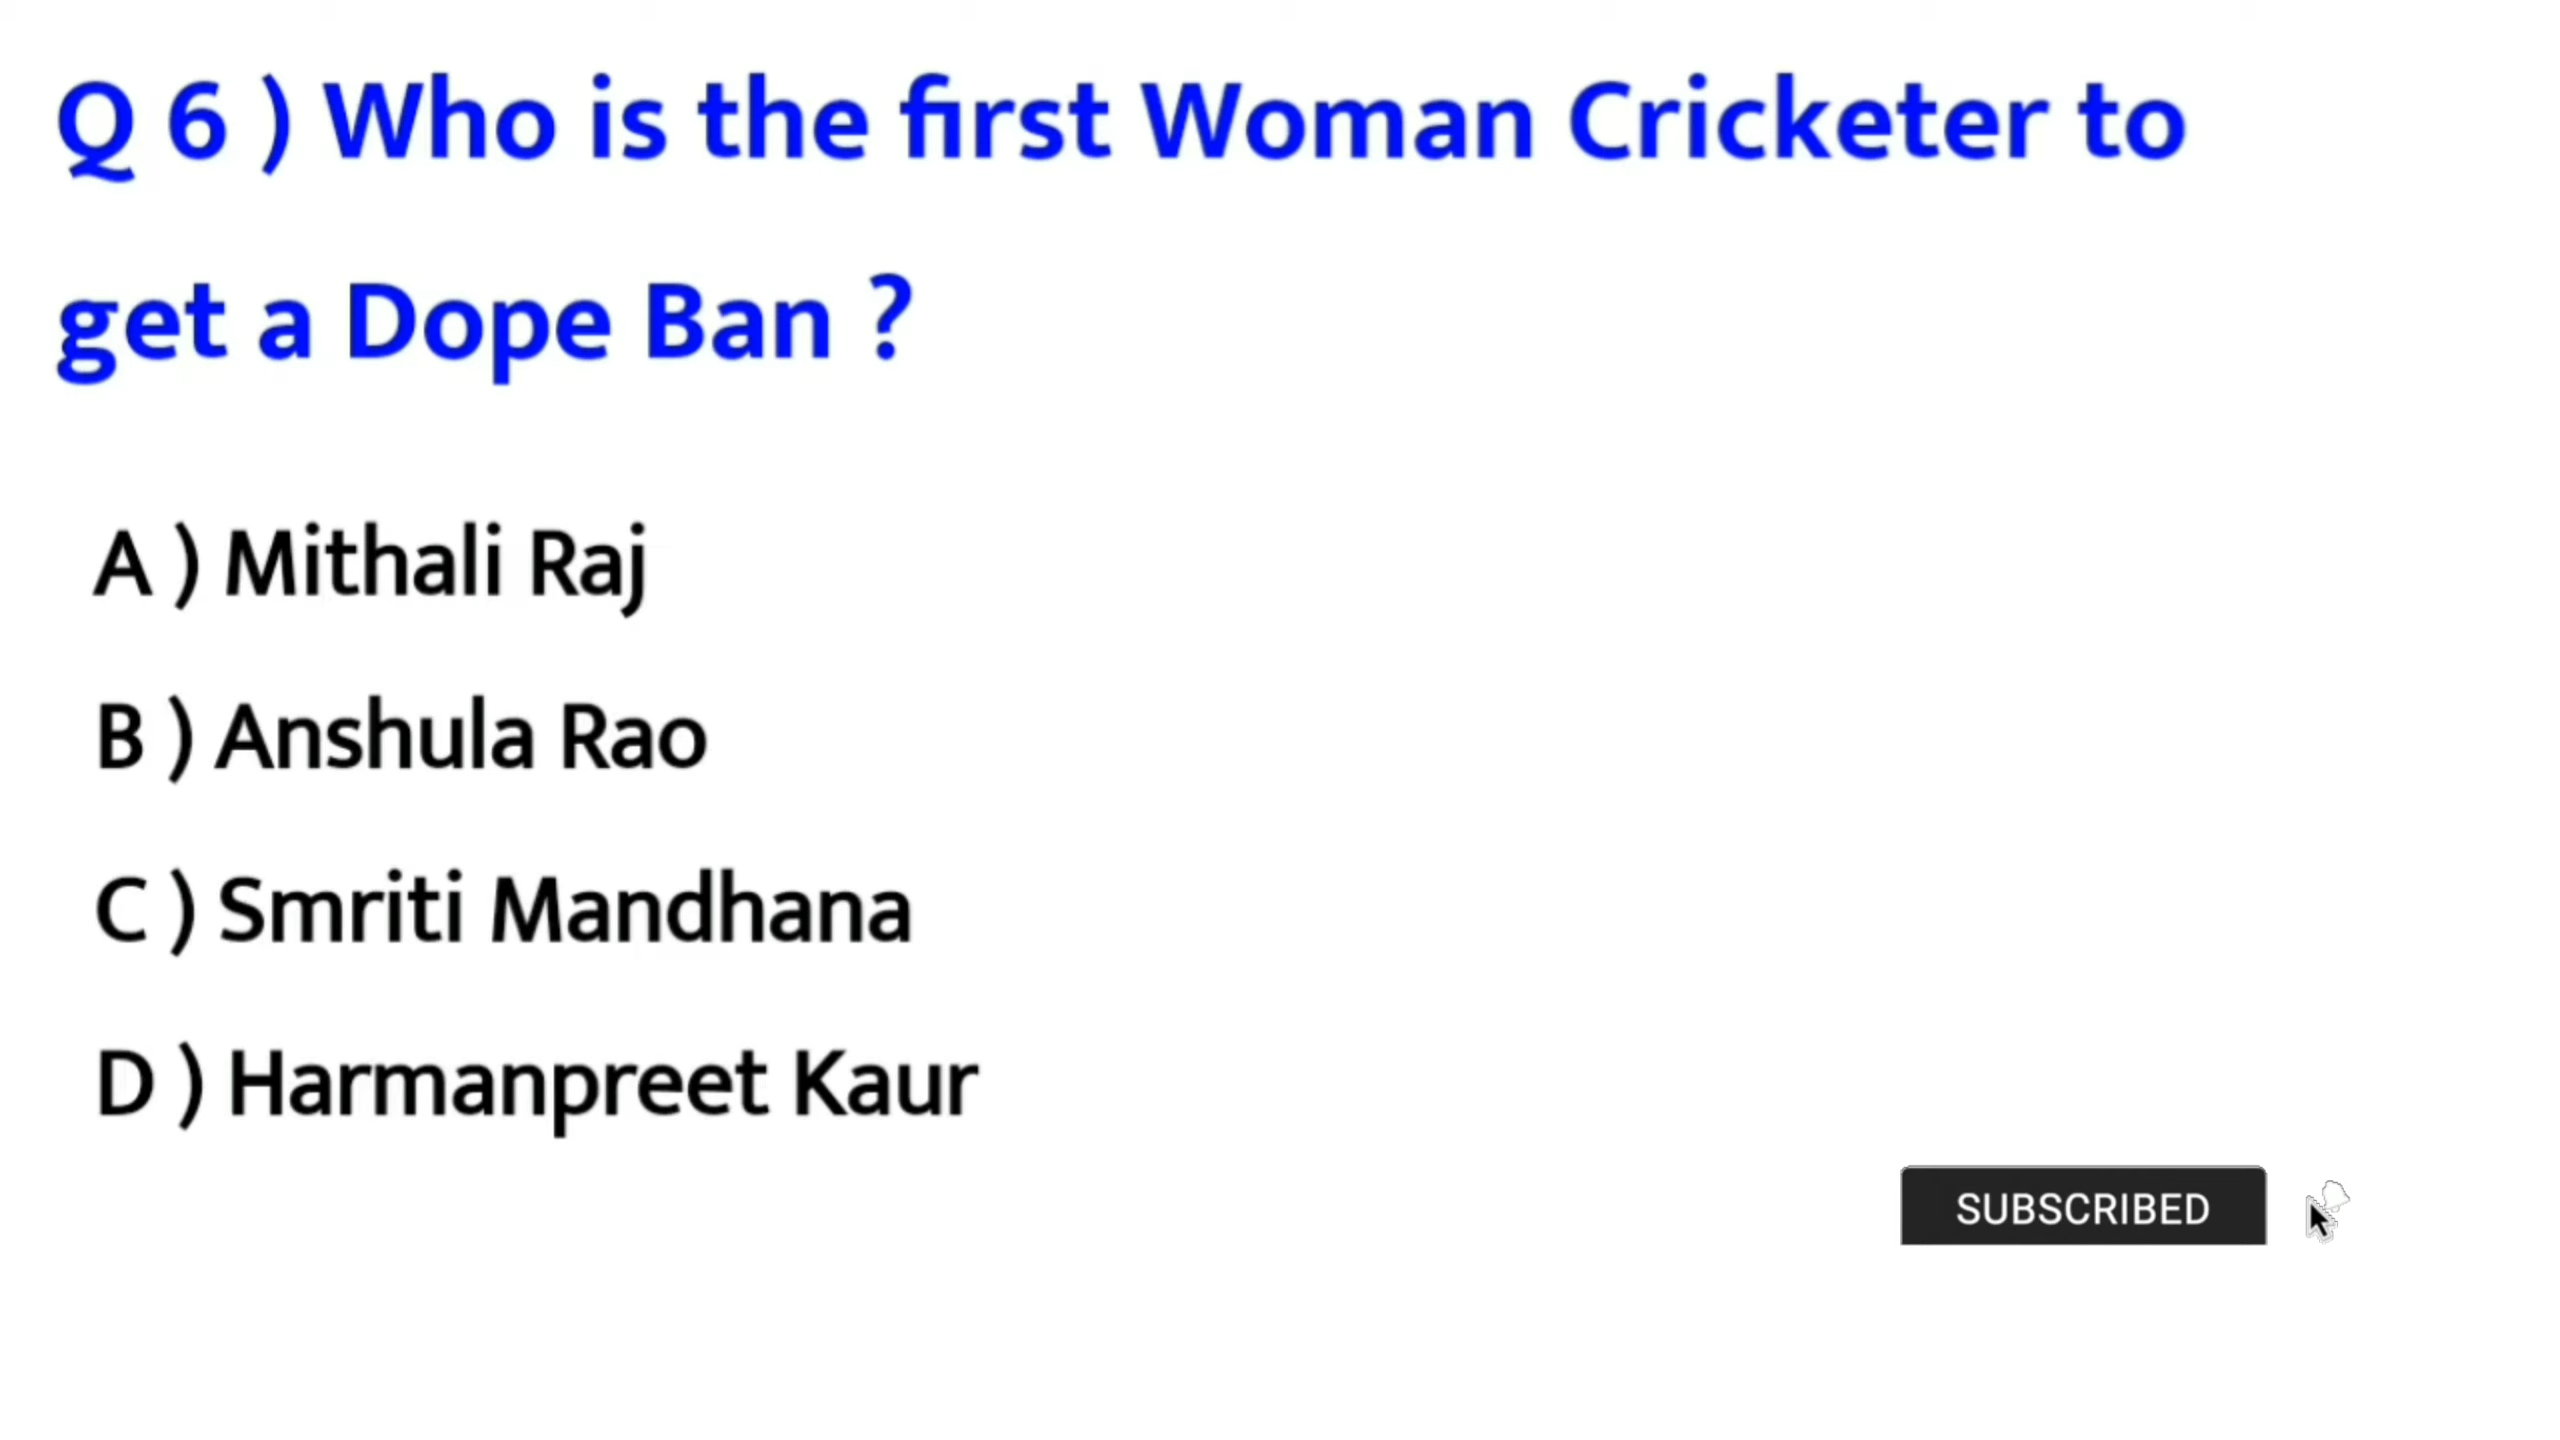 Q 6 ) Who is the first Woman Cricketer to
get a Dope Ban ?
A ) Mithali Raj
B ) Anshula Rao
C ) Smriti Mandhana
D ) Harmanpreet Kaur
SUBSCRIBED